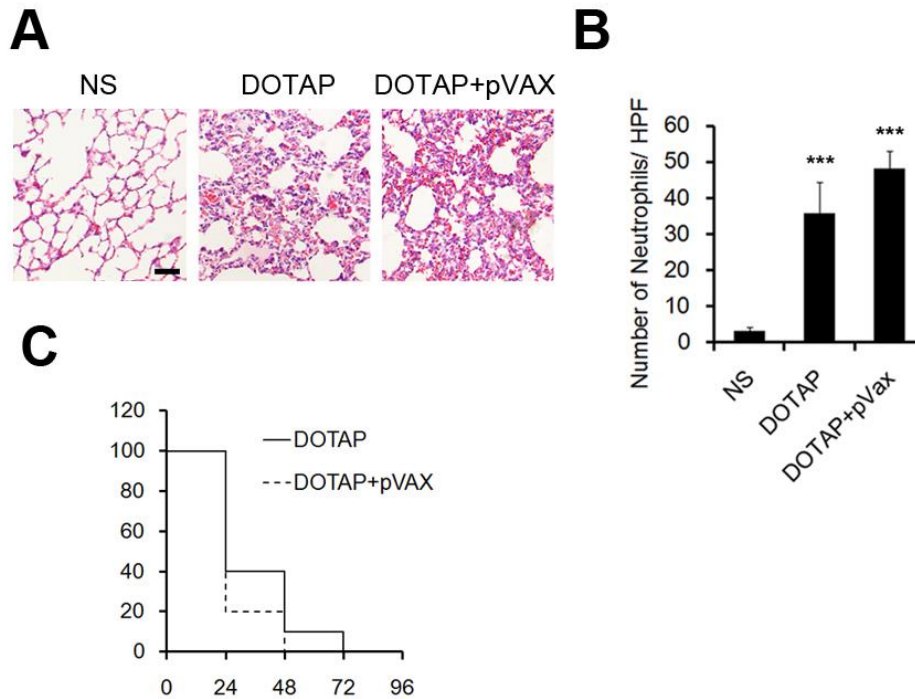 A
NS DOTAP DOTAP+pVAX
B
Number of Neutrophils/ HPF
60
50
40
30
20
10
0
***
***
NS
DOTAP
DOTAP+pVax
C
120
100
80
60
40
20
0
DOTAP
DOTAP+pVAX
0 24 48 72 96